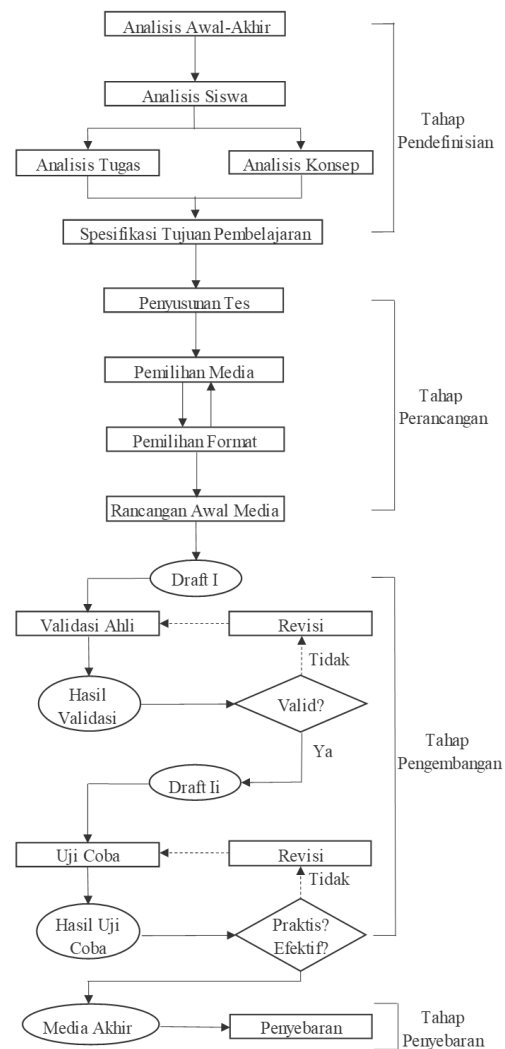 Analisis Awal-Akhir
Analisis Siswa
Analisis Tugas
Analisis Konsep
Spesifikasi Tujuan Pembelajaran
Tahap
Pendefinisian
Penyusunan Tes
Pemilihan Media
Pemilihan Format
Rancangan Awal Media
Tahap
Perancangan
Draft I
Validasi Ahli
Revisi
Tidak
Hasil
Validasi
Valid?
Ya
Draft Ii
Uji Coba
Revisi
Tidak
Hasil Uji
Coba
Praktis?
Efektif?
Tahap
Pengembangan
Media Akhir
Penyebaran
Tahap
Penyebaran